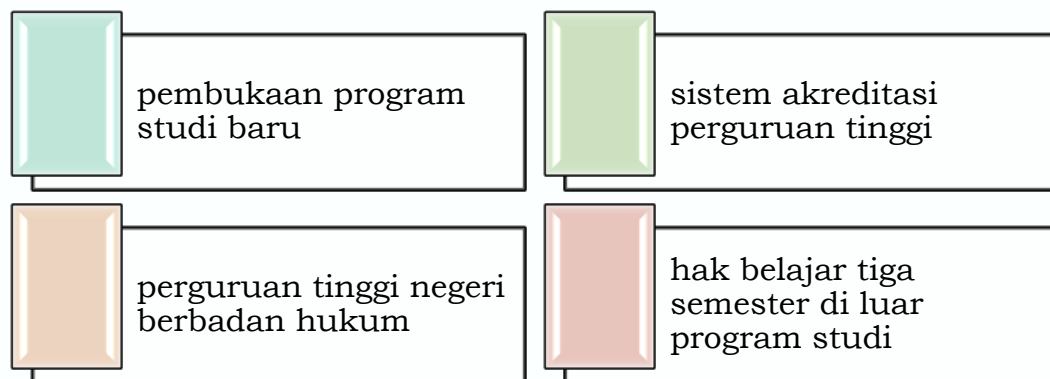 pembukaan program
studi baru
sistem akreditasi
perguruan tinggi
perguruan tinggi negeri
berbadan hukum
hak belajar tiga
semester di luar
program studi